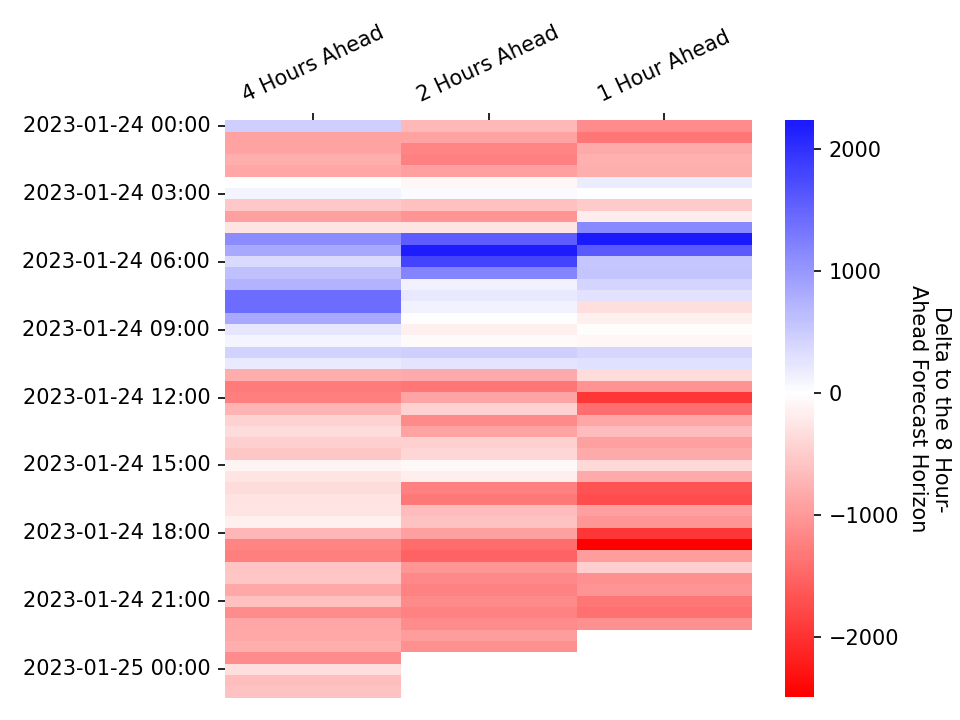 4 Hours Ahead
2 Hours Ahead
1 Hour Ahead
2023-01-24 00:00
2023-01-24 03:00
2023-01-24 06:00
2023-01-24 09:00
2023-01-24 12:00
2023-01-24 15:00
2023-01-24 18:00
2023-01-24 21:00
2023-01-25 00:00
2000
1000
0
−1000
−2000
Delta to the 8 Hour-
Ahead Forecast Horizon